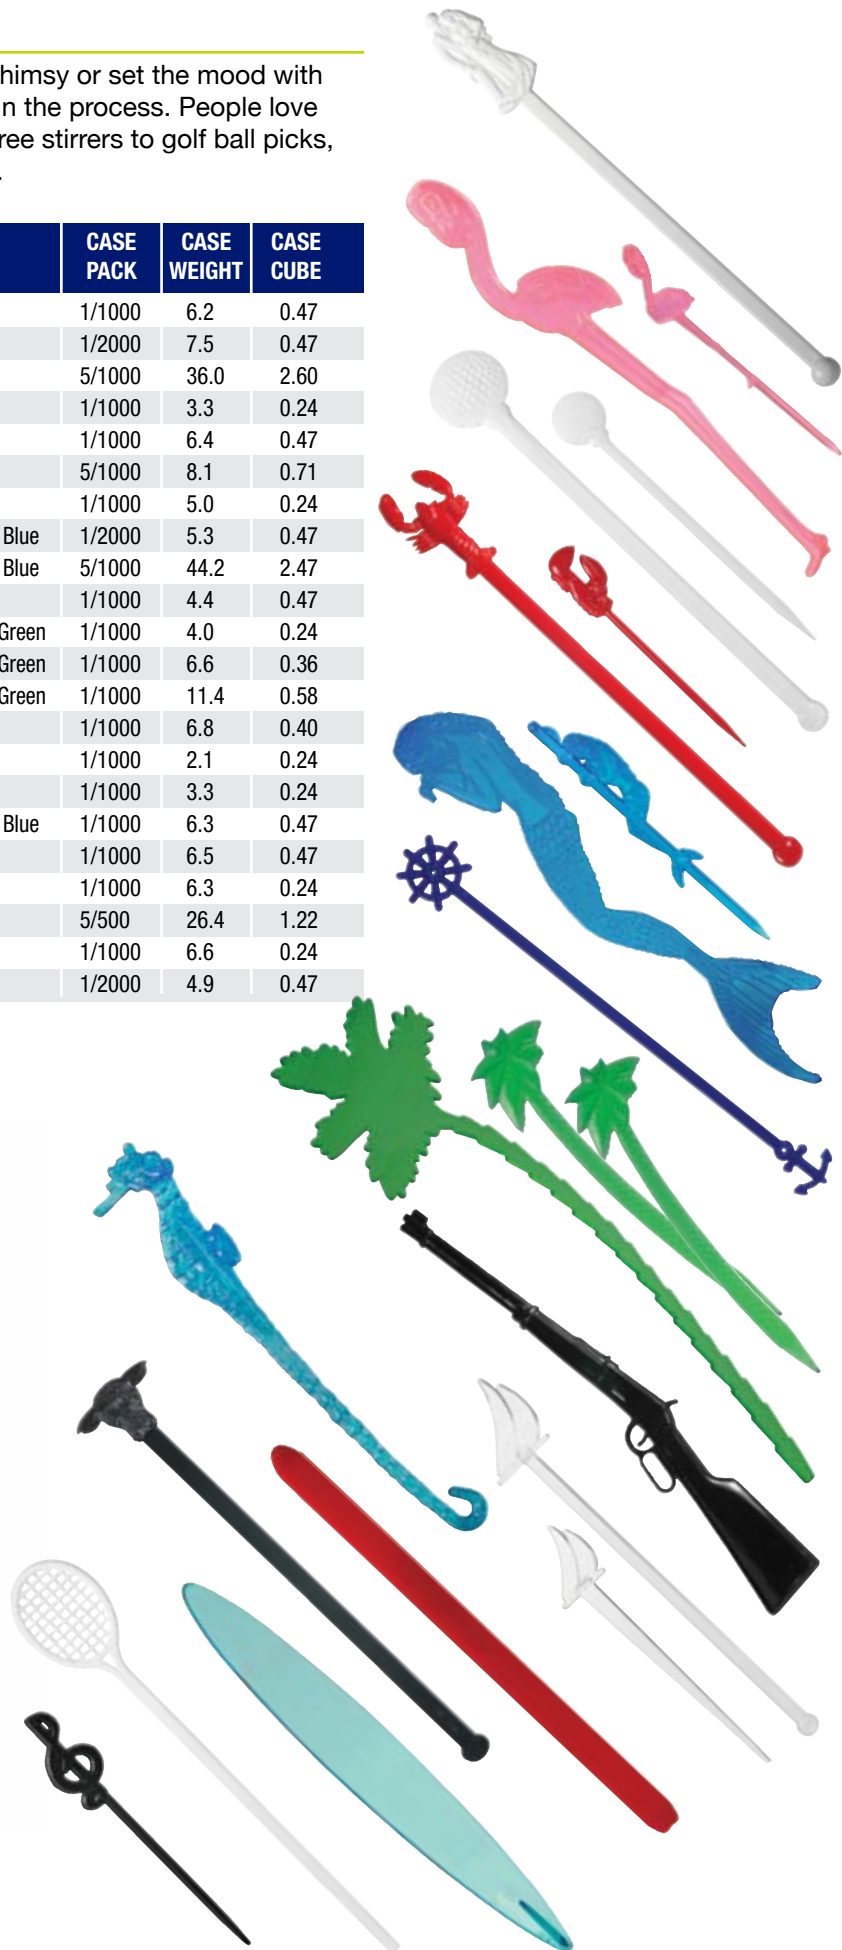 himsy or set the mood with
n the process. People love
ree stirrers to golf ball picks,
.
CASE PACK CASE WEIGHT CASE CUBE
1/1000 6.2 0.47
1/2000 7.5 0.47
5/1000 36.0 2.60
1/1000 3.3 0.24
1/1000 6.4 0.47
5/1000 8.1 0.71
1/1000 5.0 0.24
Blue 1/2000 5.3 0.47
Blue 5/1000 44.2 2.47
1/1000 4.4 0.47
Green 1/1000 4.0 0.24
Green 1/1000 6.6 0.36
Green 1/1000 11.4 0.58
1/1000 6.8 0.40
1/1000 2.1 0.24
1/1000 3.3 0.24
Blue 1/1000 6.3 0.47
1/1000 6.5 0.47
1/1000 6.3 0.24
5/500 26.4 1.22
1/1000 6.6 0.24
1/2000 4.9 0.47